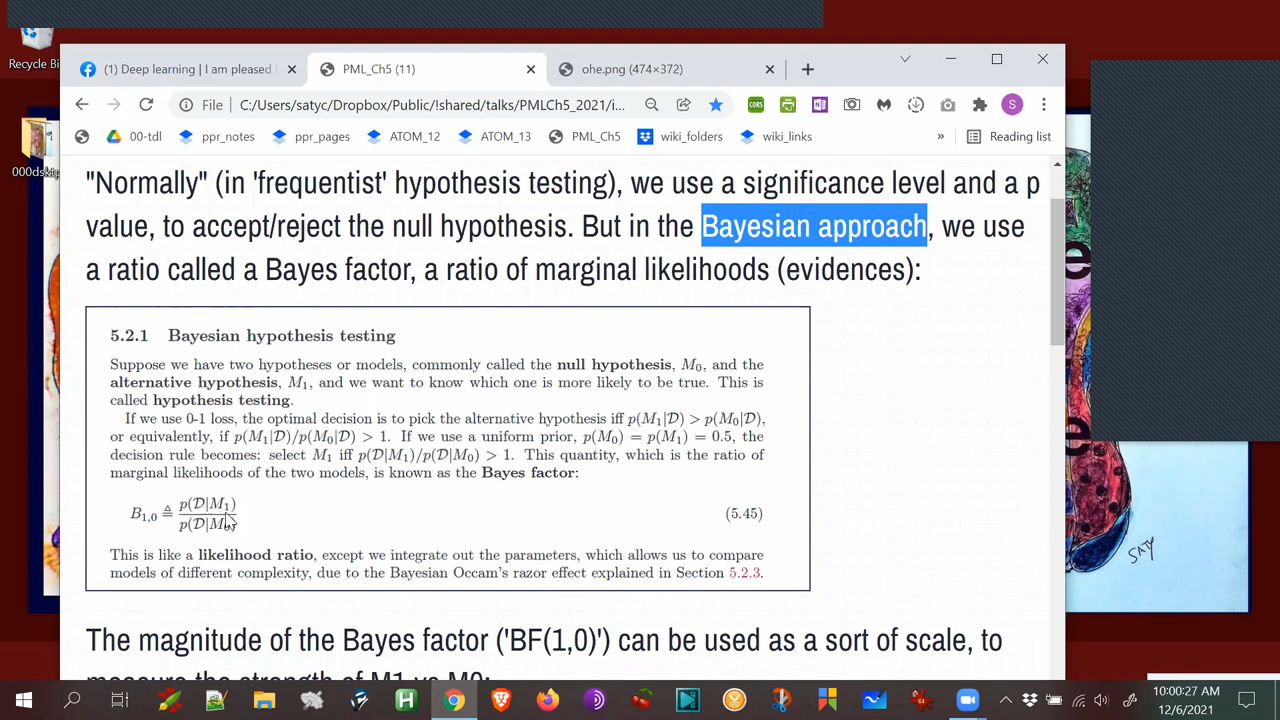 Recycle Bi
(1) Deep learning | I am pleased
PML_Ch5 (11)
ohe.png (474×372)
File
C:/Users/satyc/Dropbox/Public/!shared/talks/PMLCh5_2021/i...
CORS
S
00-tdl
ppr_notes
ppr_pages
ATOM_12
ATOM_13
PML_Ch5
wiki_folders
wiki_links
»
Reading list
"Normally" (in 'frequentist' hypothesis testing), we use a significance level and a p
value, to accept/reject the null hypothesis. But in the Bayesian approach, we use
a ratio called a Bayes factor, a ratio of marginal likelihoods (evidences):
5.2.1 Bayesian hypothesis testing
Suppose we have two hypotheses or models, commonly called the null hypothesis, M₀, and the
alternative hypothesis, M₁, and we want to know which one is more likely to be true. This is
called hypothesis testing.
If we use 0-1 loss, the optimal decision is to pick the alternative hypothesis iff p(M₁|D) > p(M₀|D),
or equivalently, if p(M₁|D)/p(M₀|D) > 1. If we use a uniform prior, p(M₀) = p(M₁) = 0.5, the
decision rule becomes: select M₁ iff p(D|M₁)/p(D|M₀) > 1. This quantity, which is the ratio of
marginal likelihoods of the two models, is known as the Bayes factor:
B₁,₀ ≜ p(D|M₁)
p(D|M
(5.45)
This is like a likelihood ratio, except we integrate out the parameters, which allows us to compare
models of different complexity, due to the Bayesian Occam's razor effect explained in Section 5.2.3.
The magnitude of the Bayes factor ('BF(1,0)') can be used as a sort of scale, to
measure the strength of M1 vs M0:
SATY
10:00:27 AM
12/6/2021